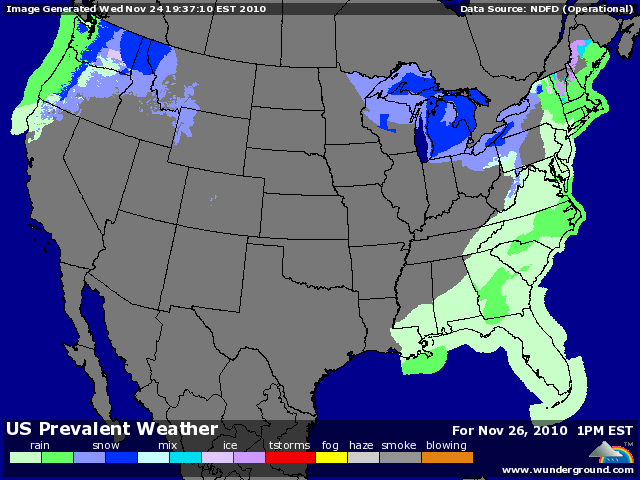 Image Generated Wed Nov 24 19:37:10 EST 2010 Data Source: NDFD (Operational)
US Prevalent Weather For Nov 26, 2010 1PM EST
rain snow mix ice tstorms fog haze smoke blowing
www.wunderground.com